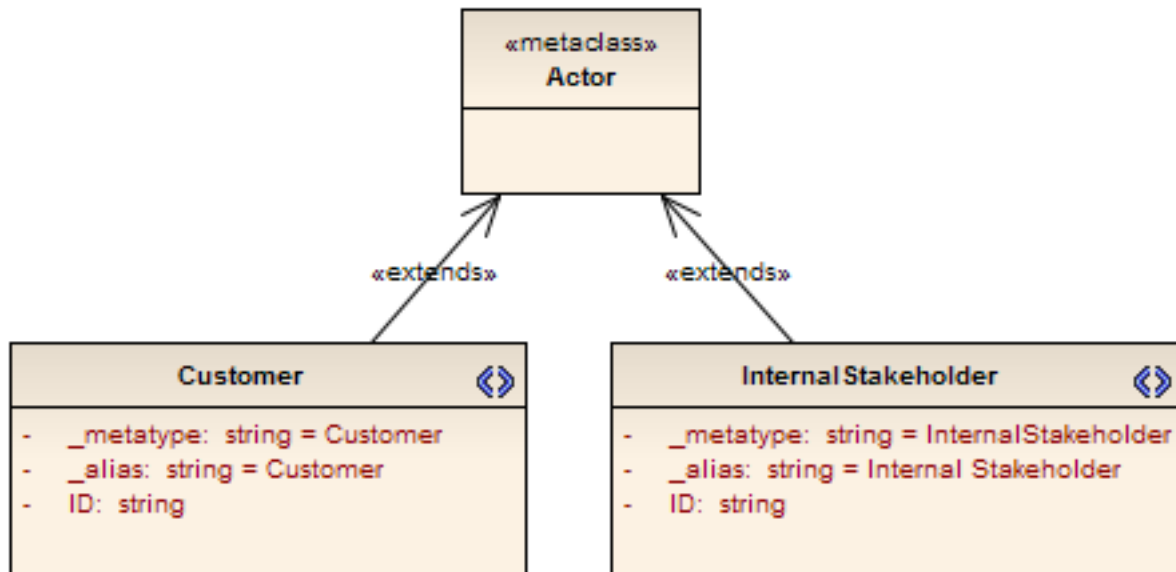 «metaclass»
Actor
«extends»
«extends»
Customer
- _metatype: string = Customer
- _alias: string = Customer
- ID: string
InternalStakeholder
- _metatype: string = InternalStakeholder
- _alias: string = Internal Stakeholder
- ID: string